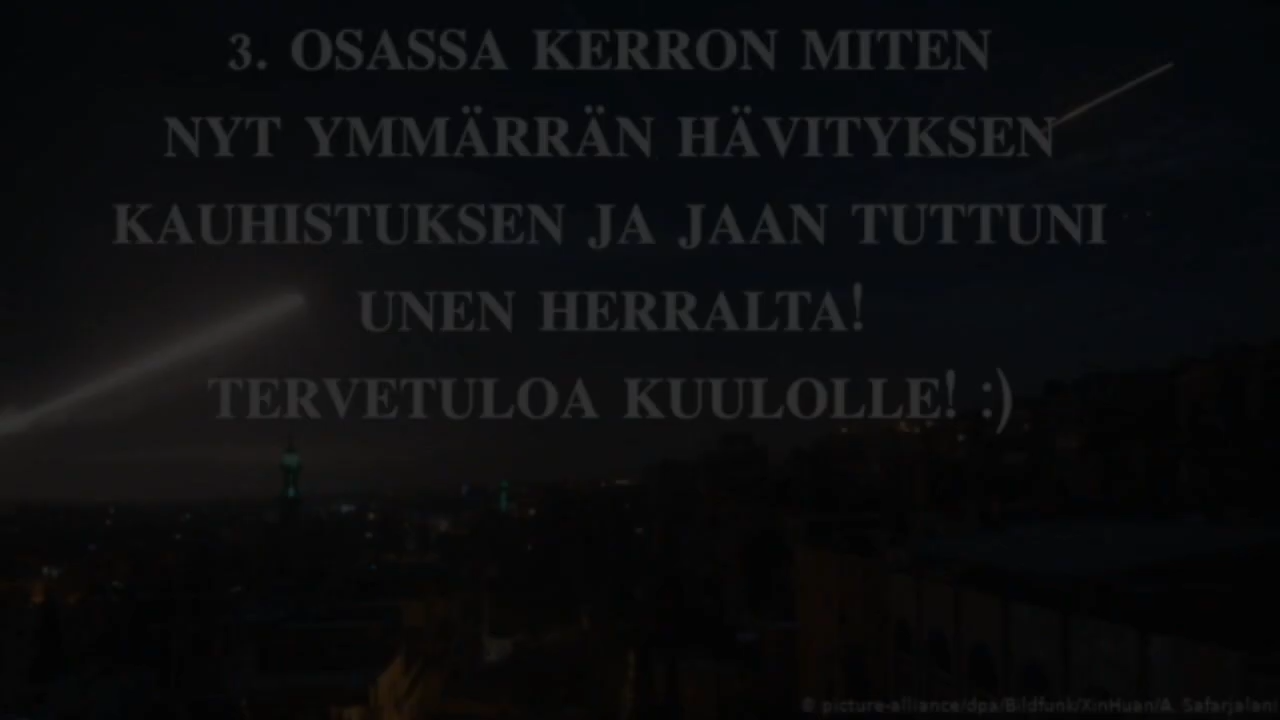 3. OSASSA KERRON MITEN
NYT YMMÄRRÄN HÄVITYKSEN
KAUHISTUKSEN JA JAAN TUTTUNI
UNEN HERRALTA!
TERVETULOA KUULOLLE! :)
© picture-alliance/dpa/Bildfunk/XinHuan/A. Safarjalani